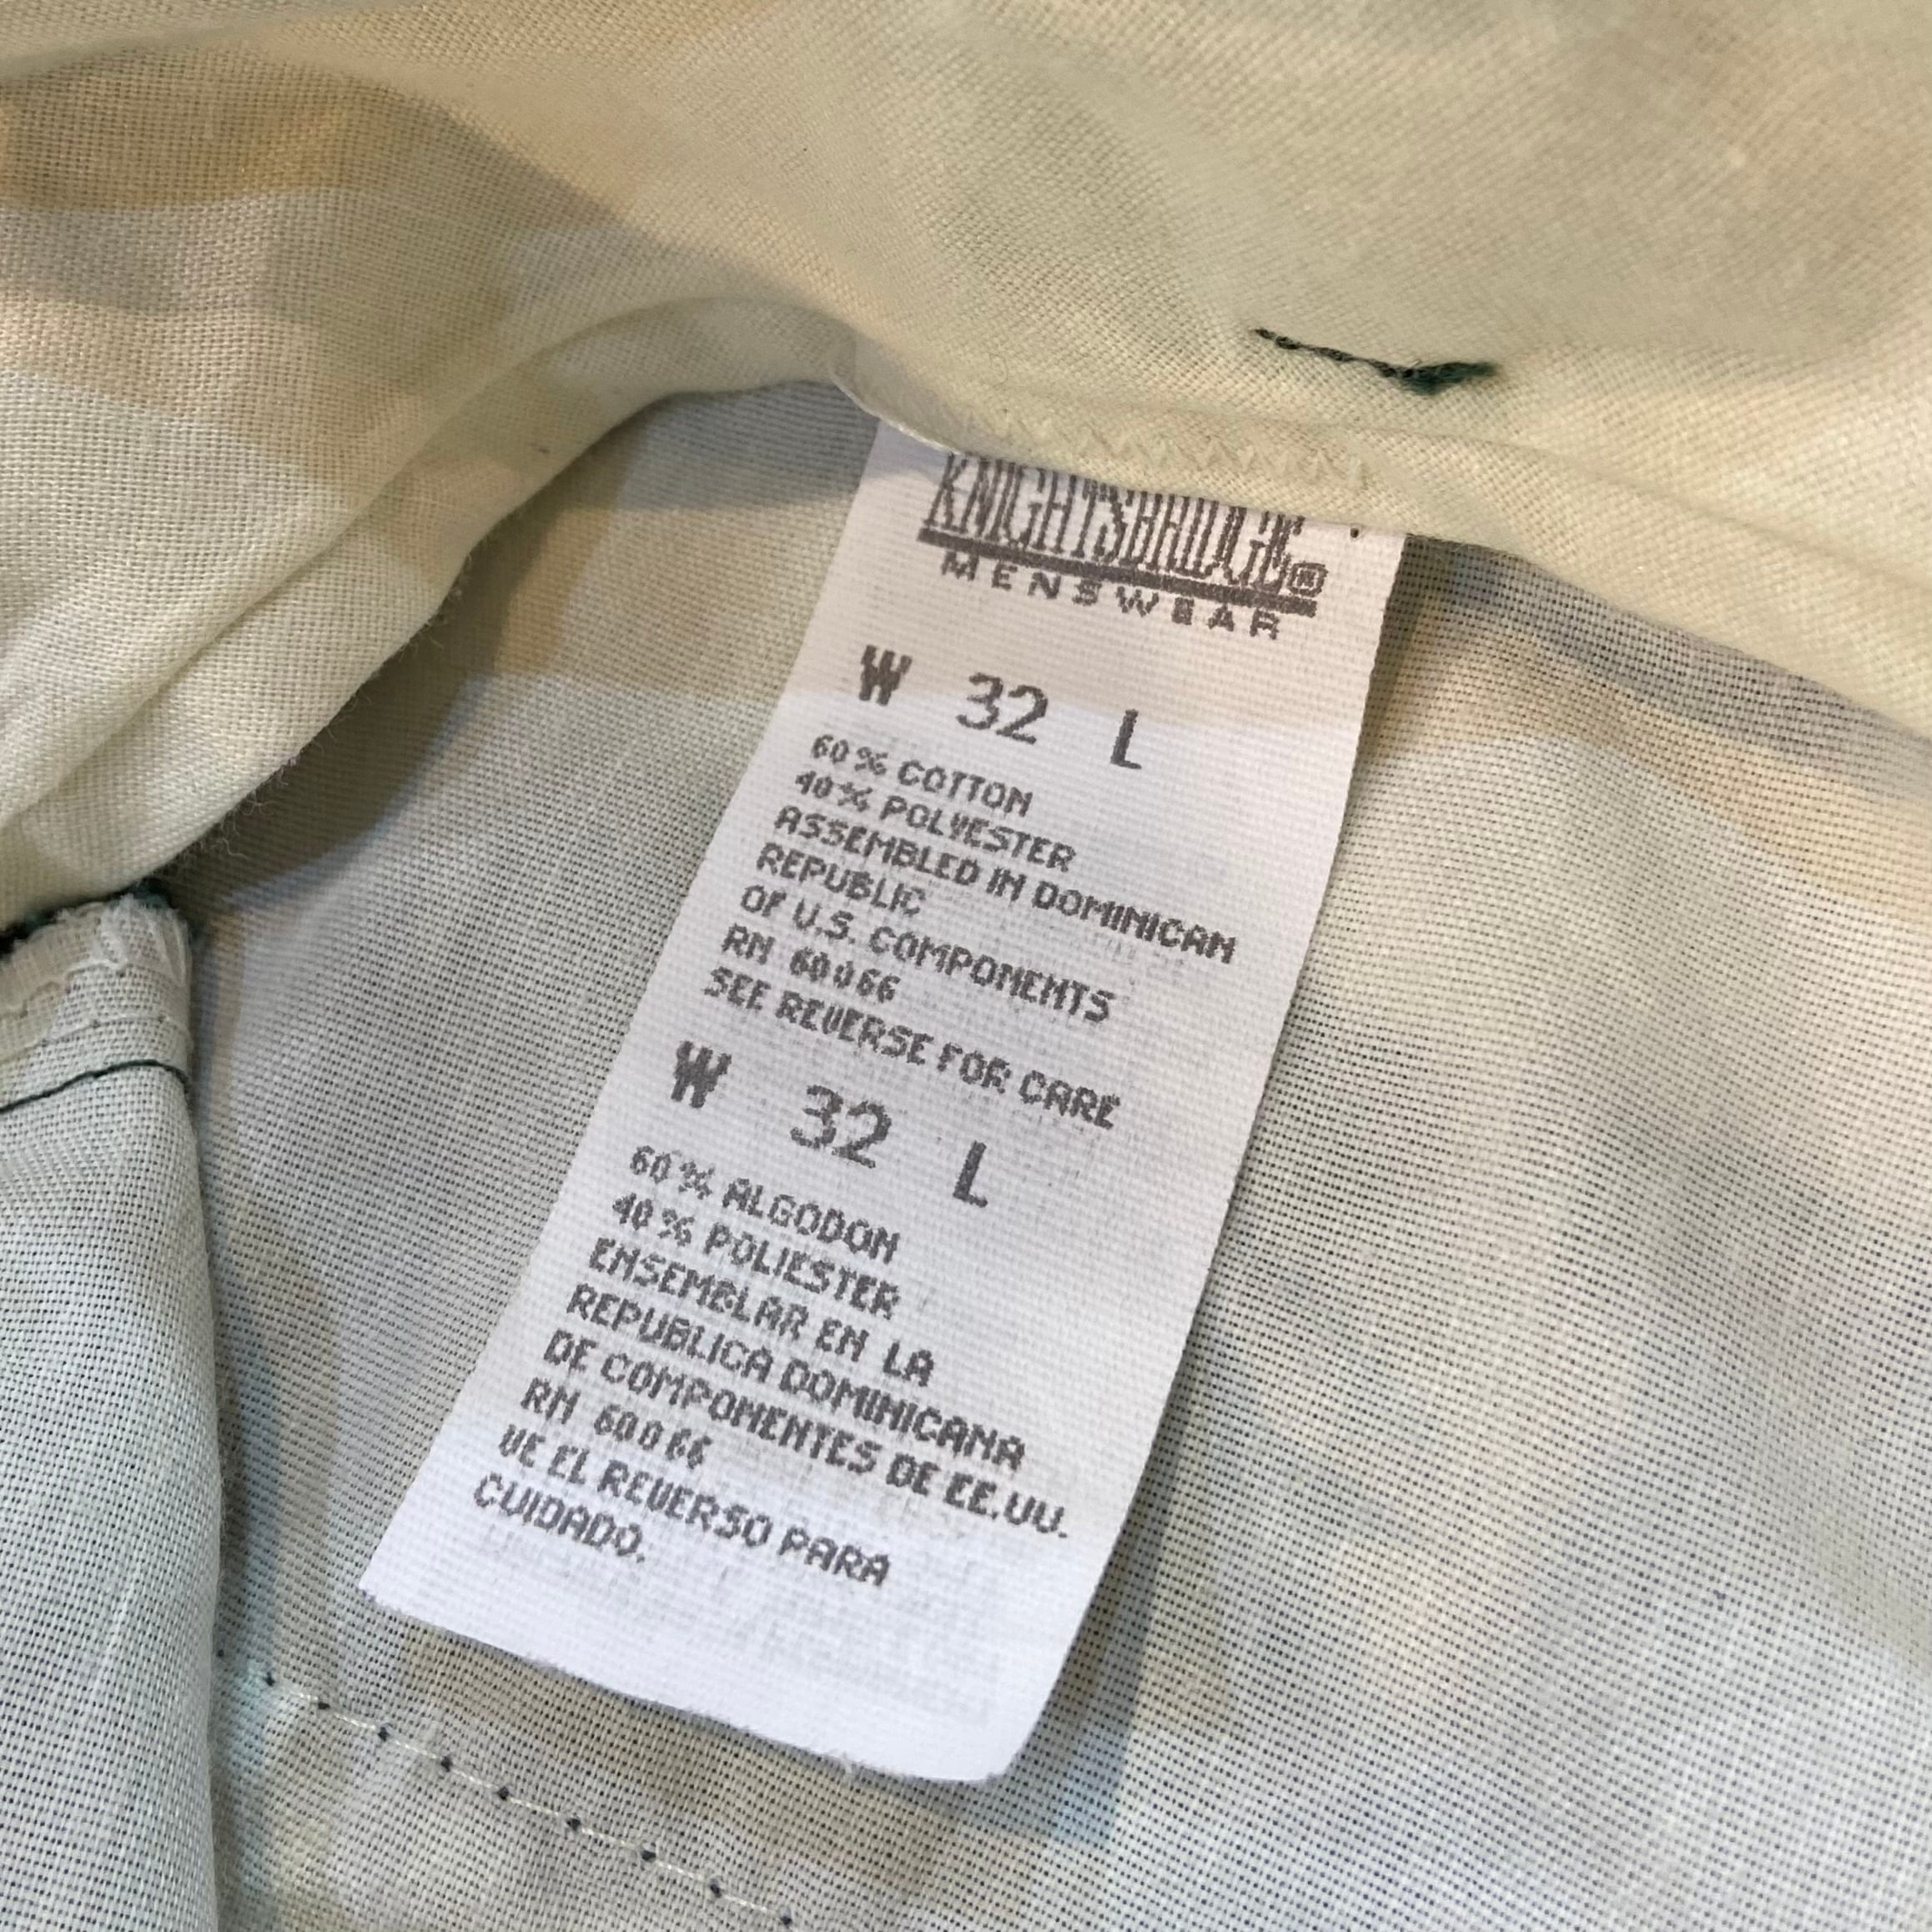 KNIGHTSBRIDGE®
MENSWEAR
W 32 L
60% COTTON
40% POLYESTER
ASSEMBLED IN DOMINICAN
REPUBLIC
OF U.S. COMPONENTS
RN 60066
SEE REVERSE FOR CARE
W 32 L
60% ALGODON
40% POLIESTER
ENSEMBLAR EN LA
REPUBLICA DOMINICANA
DE COMPONENTES DE EE.UU.
RN 60066
VE EL REVERSO PARA
CUIDADO.